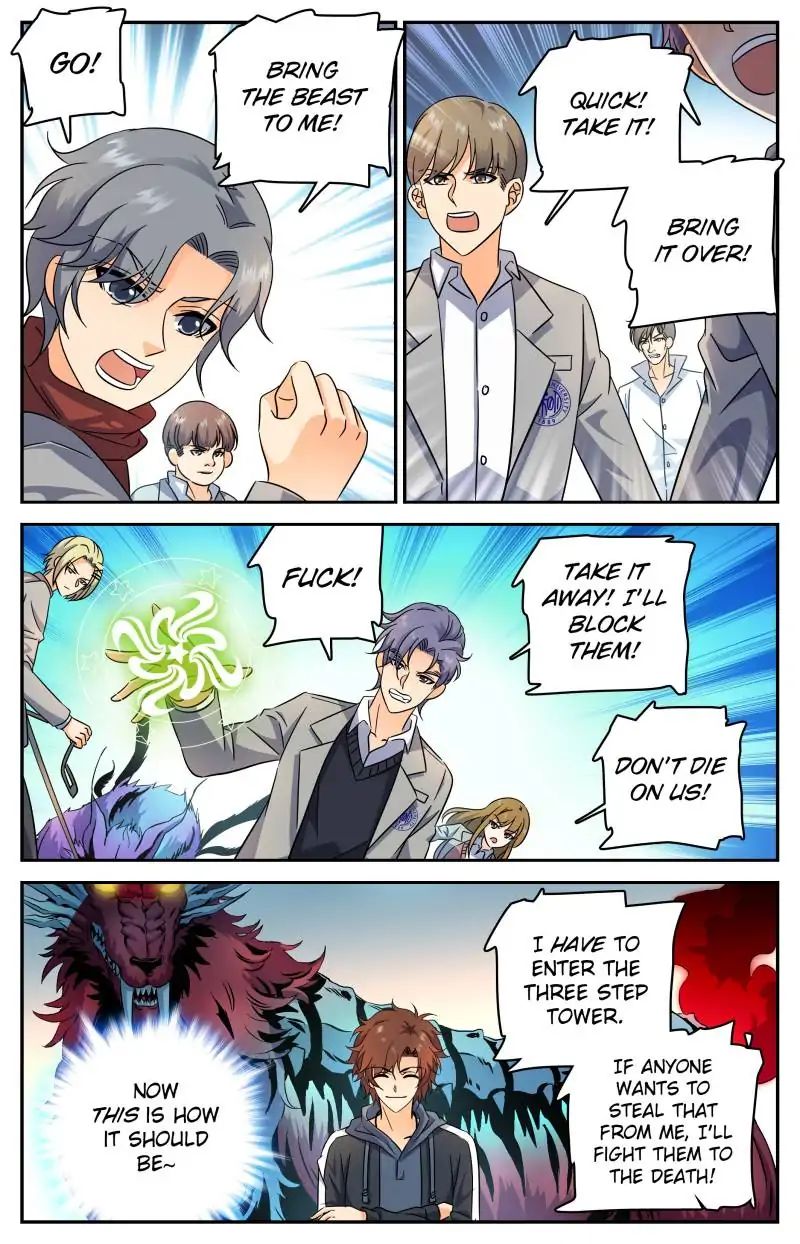 GO!
BRING
THE BEAST
TO ME!
QUICK!
TAKE IT!
BRING
IT OVER!
FUCK!
TAKE IT
AWAY! I'LL
BLOCK
THEM!
DON'T DIE
ON US!
NOW
THIS IS HOW
IT SHOULD
BE~
I HAVE TO
ENTER THE
THREE STEP
TOWER.
IF ANYONE
WANTS TO
STEAL THAT
FROM ME, I'LL
FIGHT THEM TO
THE DEATH!